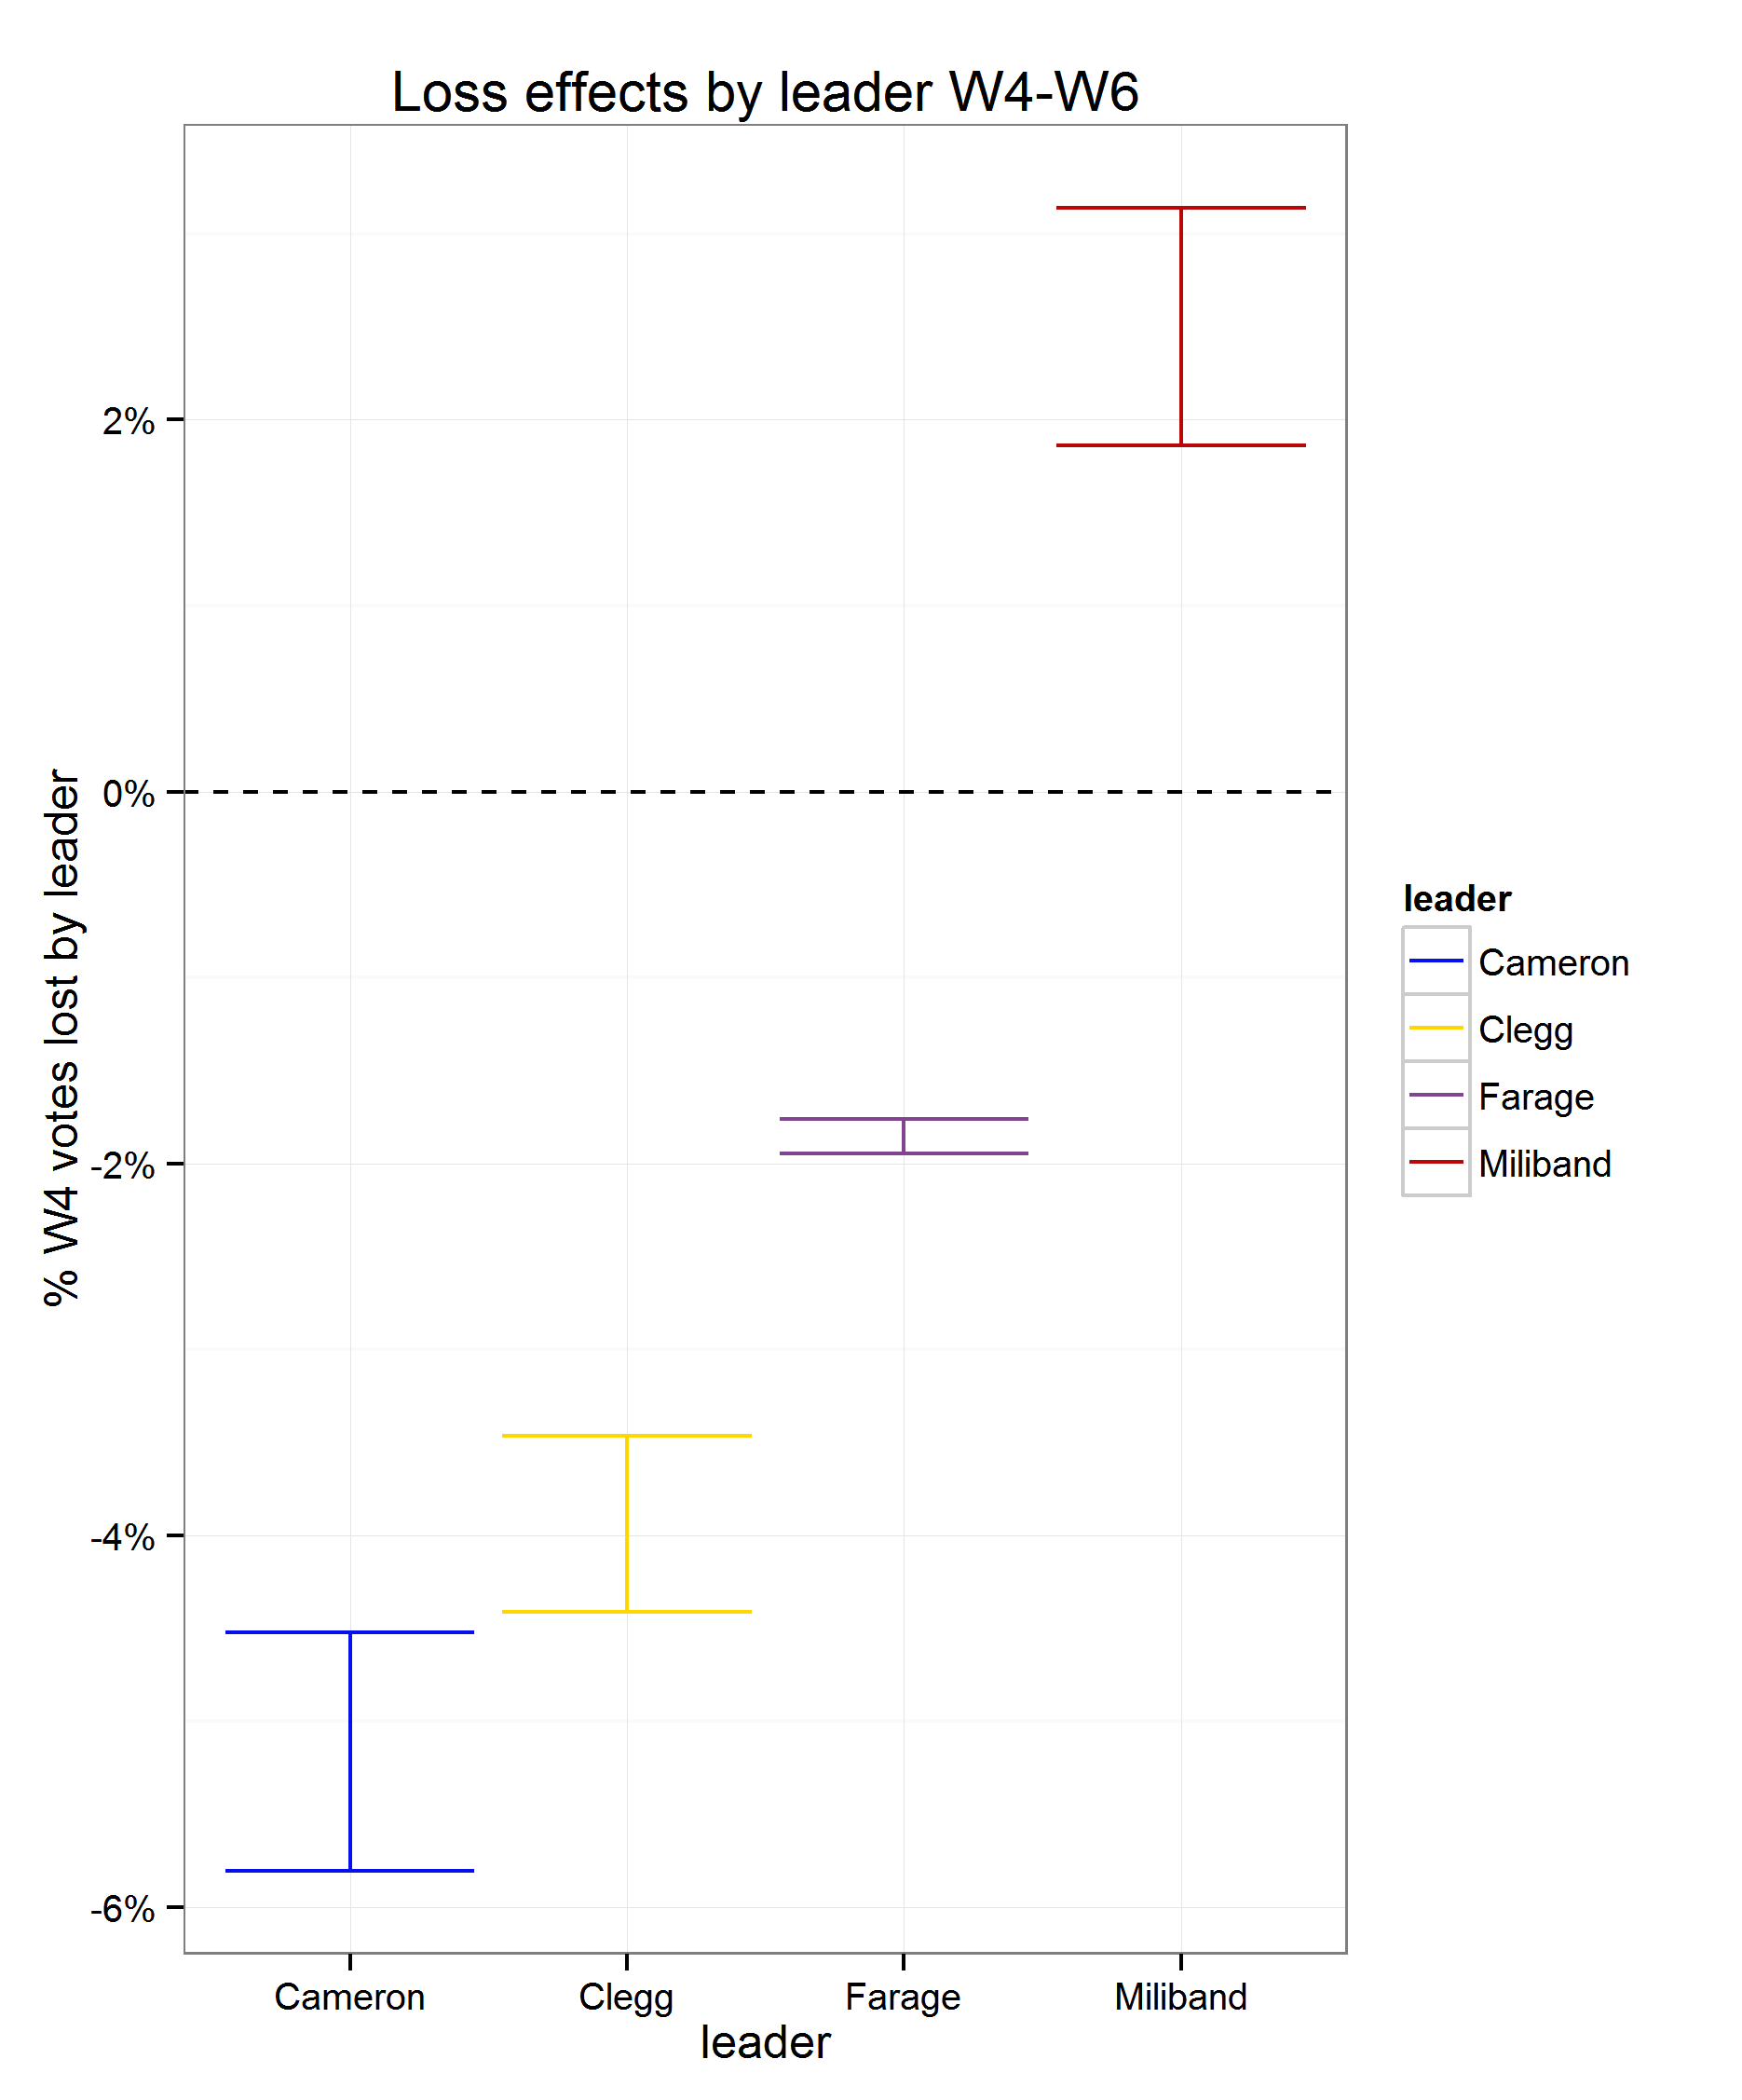 Loss effects by leader W4-W6
% W4 votes lost by leader
2%
0%
-2%
-4%
-6%
Cameron
Clegg
Farage
Miliband
leader
leader
Cameron
Clegg
Farage
Miliband